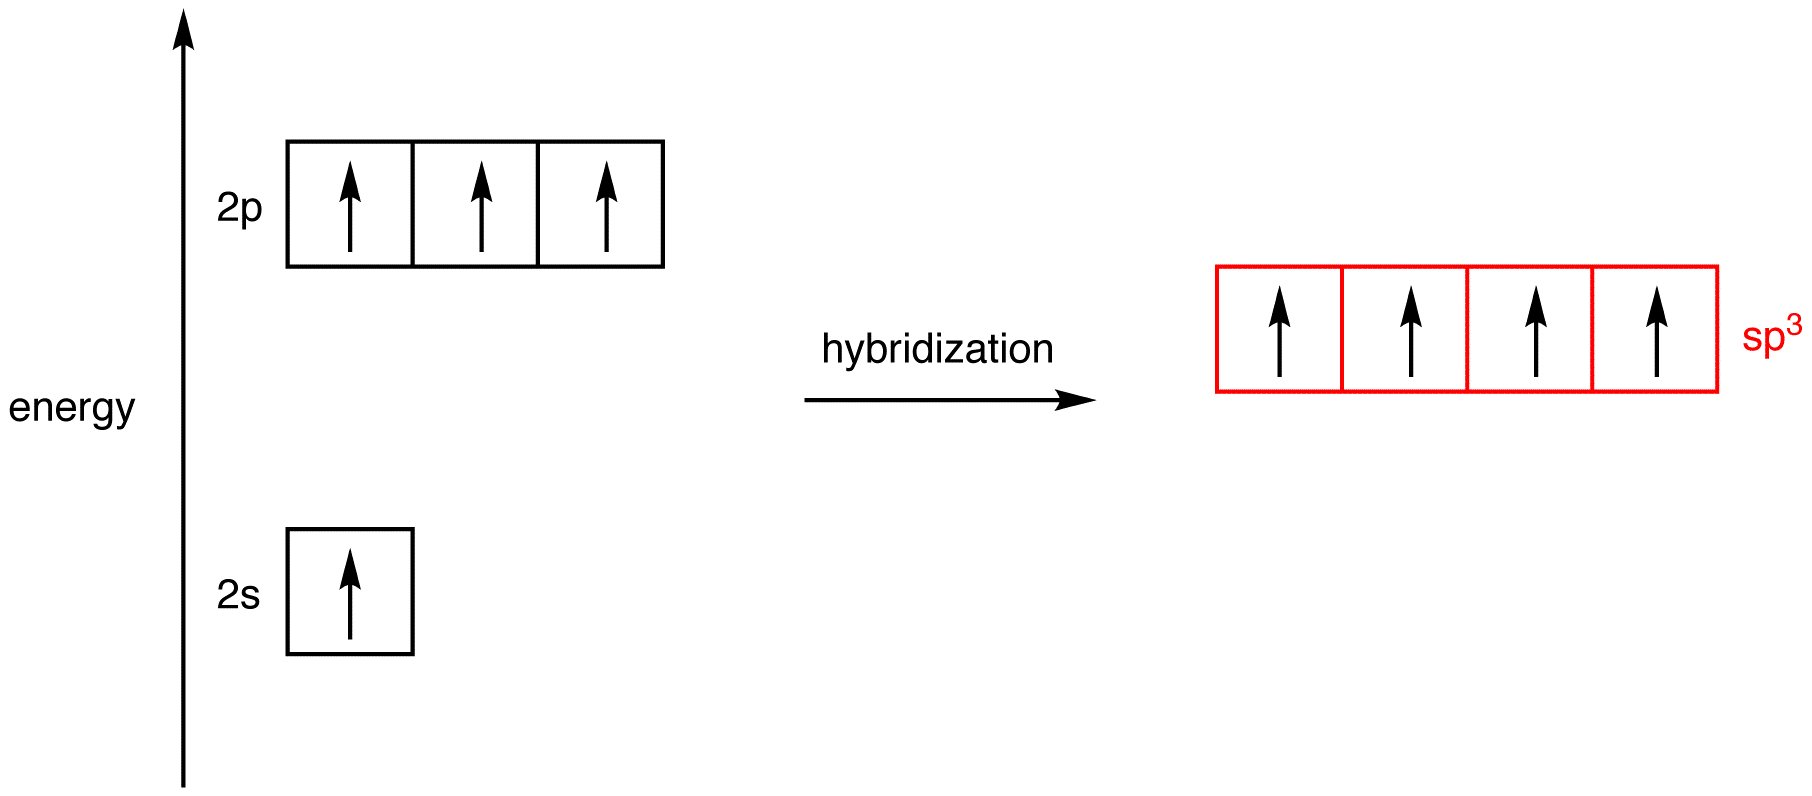 2p
hybridization
sp³
energy
2s